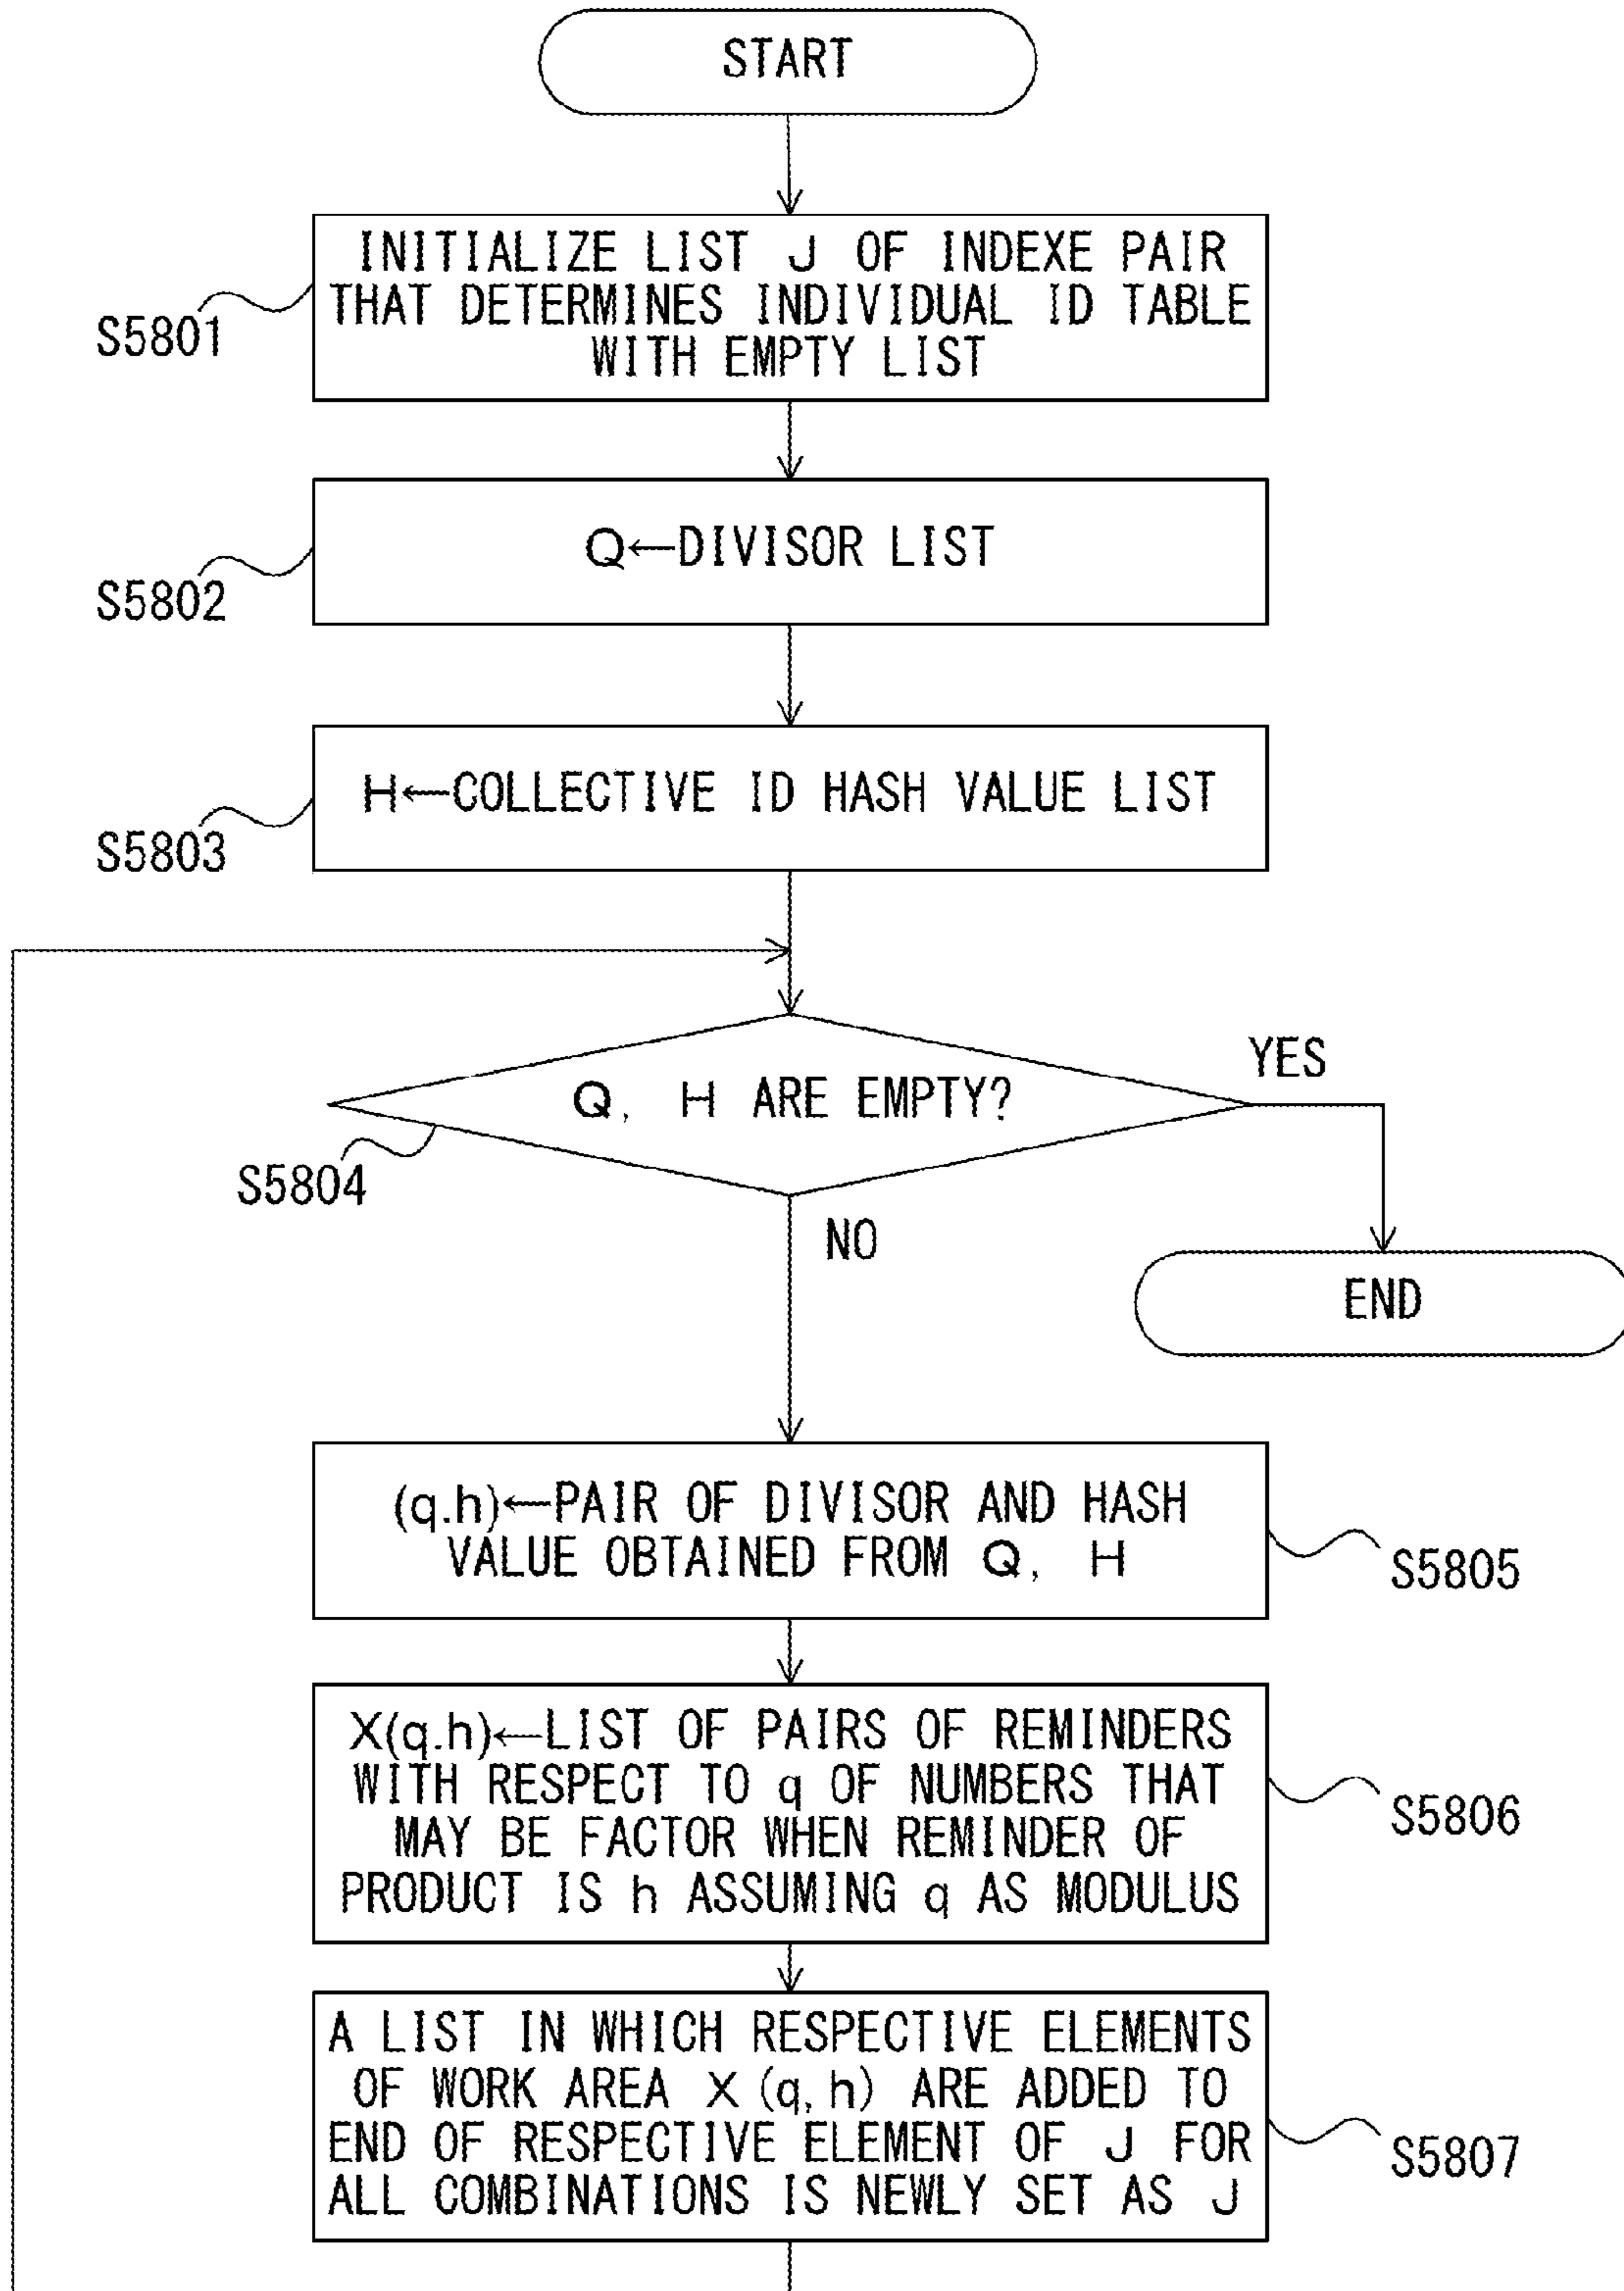 START
INITIALIZE LIST J OF INDEXE PAIR
THAT DETERMINES INDIVIDUAL ID TABLE
WITH EMPTY LIST
S5801
Q←DIVISOR LIST
S5802
H←COLLECTIVE ID HASH VALUE LIST
S5803
Q, H ARE EMPTY?
YES
S5804
NO
END
(q.h)←PAIR OF DIVISOR AND HASH
VALUE OBTAINED FROM Q, H
S5805
X(q.h)←LIST OF PAIRS OF REMINDERS
WITH RESPECT TO q OF NUMBERS THAT
MAY BE FACTOR WHEN REMINDER OF
PRODUCT IS h ASSUMING q AS MODULUS
S5806
A LIST IN WHICH RESPECTIVE ELEMENTS
OF WORK AREA X(q,h) ARE ADDED TO
END OF RESPECTIVE ELEMENT OF J FOR
ALL COMBINATIONS IS NEWLY SET AS J
S5807